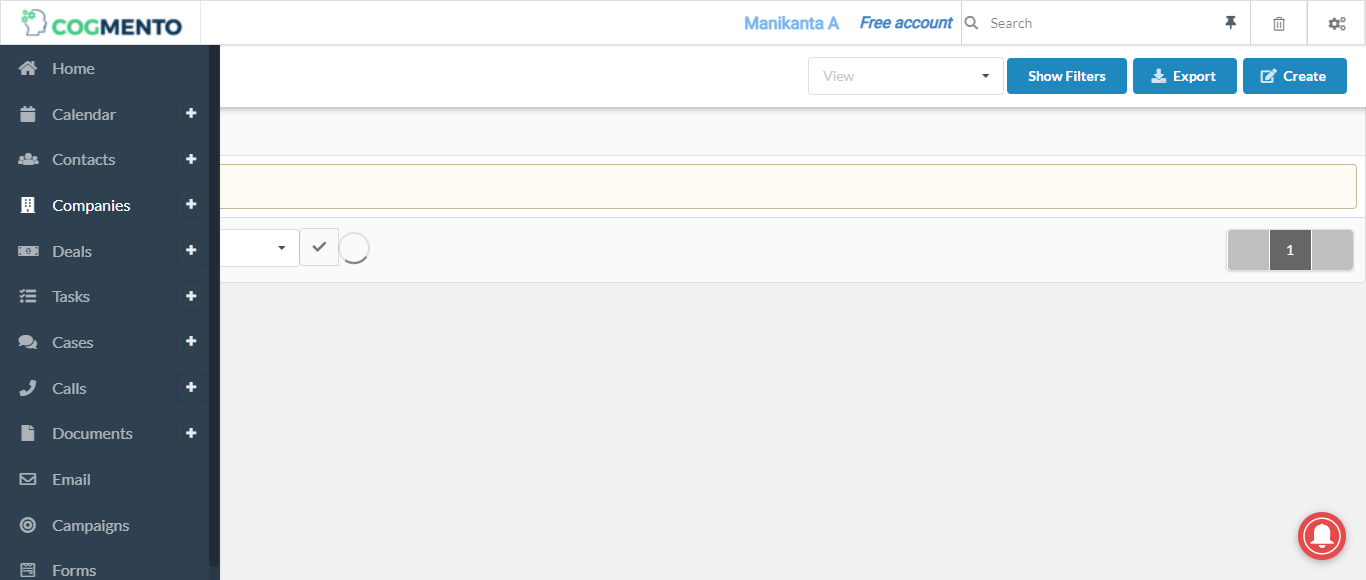 COGMENTO
Manikanta A Free account Search
View Show Filters Export Create
Home
Calendar
Contacts
Companies
Deals
Tasks
Cases
Calls
Documents
Email
Campaigns
Forms
1